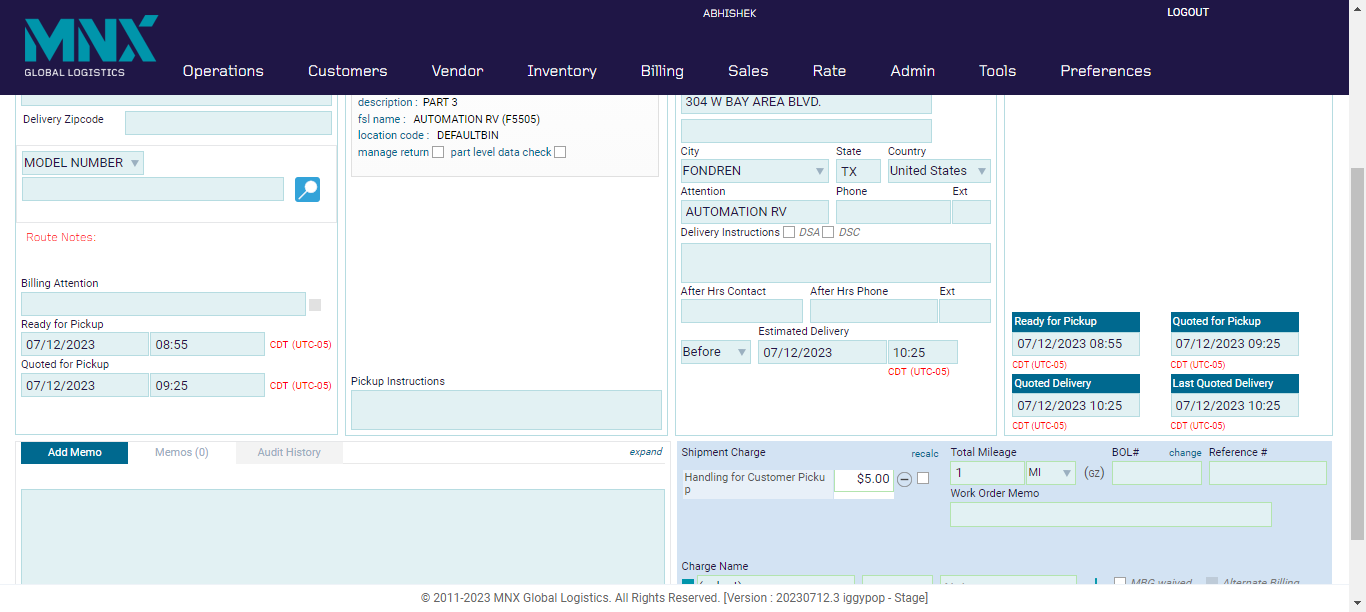 ABHISHEK
LOGOUT
MNX
GLOBAL LOGISTICS
Operations
Customers
Vendor
Inventory
Billing
Sales
Rate
Admin
Tools
Preferences
Delivery Zipcode
MODEL NUMBER
Route Notes:
Billing Attention
Ready for Pickup
07/12/2023 08:55 CDT (UTC-05)
Quoted for Pickup
07/12/2023 09:25 CDT (UTC-05)
description : PART 3
fsl name : AUTOMATION RV (F5505)
location code : DEFAULTBIN
manage return part level data check
Pickup Instructions
304 W BAY AREA BLVD.
City State Country
FONDREN TX United States
Attention Phone Ext
AUTOMATION RV
Delivery Instructions DSA DSC
After Hrs Contact After Hrs Phone Ext
Estimated Delivery
Before 07/12/2023 10:25
CDT (UTC-05)
Ready for Pickup Quoted for Pickup
07/12/2023 08:55 07/12/2023 09:25
CDT (UTC-05) CDT (UTC-05)
Quoted Delivery Last Quoted Delivery
07/12/2023 10:25 07/12/2023 10:25
CDT (UTC-05) CDT (UTC-05)
Add Memo Memos (0) Audit History expand
Shipment Charge recalc
Handling for Customer Picku
p
$5.00
Total Mileage BOL# change Reference #
1 MI (GZ)
Work Order Memo
Charge Name
MBG waived Alternate Billing
© 2011-2023 MNX Global Logistics. All Rights Reserved. [Version : 20230712.3 iggypop - Stage]